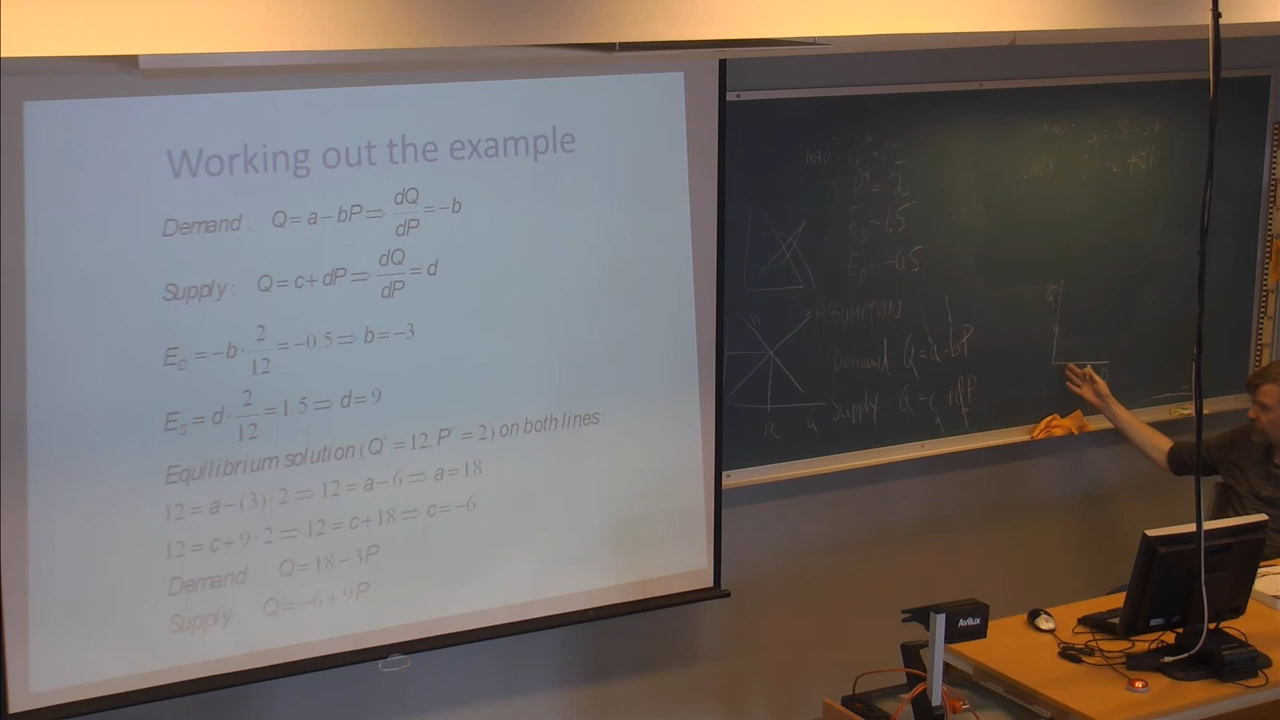 Working out the example
Demand: Q=a-bP⇒ dQ/dP =-b
Supply: Q=c+dP⇒ dQ/dP =d
E_D =-b· 2/12 =-0.5⇒b=-3
E_S =d· 2/12 =1.5⇒d=9
Equilibrium solution (Q*=12, P*=2) on both lines.
12=a-(3)·2⇒12=a-6⇒a=18
12=c+9·2⇒12=c+18⇒c=-6
Demand Q=18-3P
Supply: Q=-6+9P
Q*=12
P*=2
E_S=1.5
E_D=-0.5
ASSUMPTION
Demand Q=a-bP
Supply Q=c+dP
Avilux